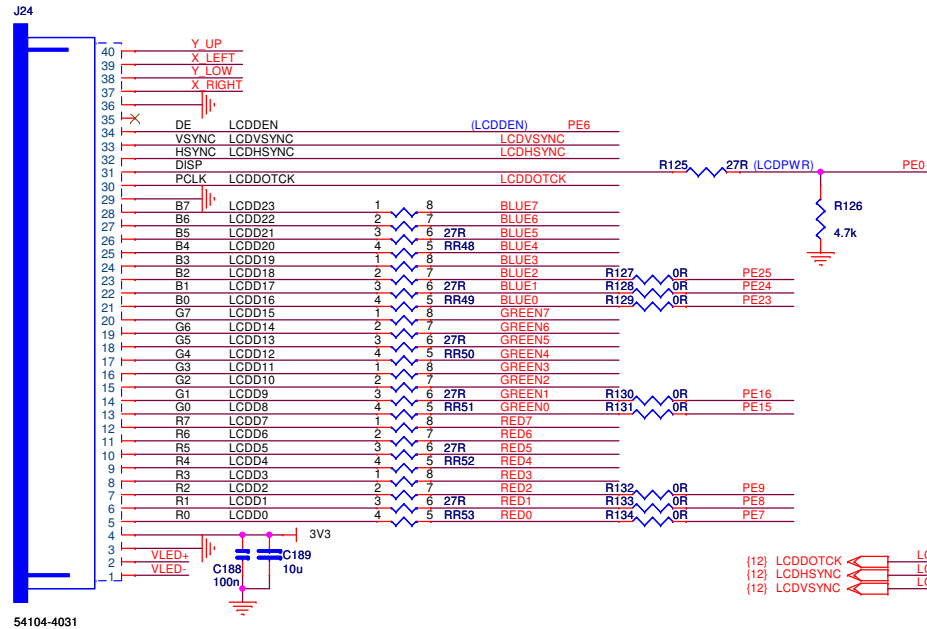 J24
40 Y_UP
39 X_LEFT
38 Y_LOW
37 X_RIGHT
36
35
34 DE LCDDEN (LCDDEN) PE6
33 VSYNC LCDVSYNC LCDVSYNC
32 HSYNC LCDHSYNC LCDHSYNC
31 DISP R125 27R (LCDPWR) PE0
30 PCLK LCDDOTCK LCDDOTCK
29
R126
4.7k
28 B7 LCDD23 1 8 BLUE7
27 B6 LCDD22 2 7 BLUE6
26 B5 LCDD21 3 6 27R BLUE5
25 B4 LCDD20 4 5 RR48 BLUE4
24 B3 LCDD19 1 8 BLUE3
23 B2 LCDD18 2 7 BLUE2 R127 0R PE25
22 B1 LCDD17 3 6 27R BLUE1 R128 0R PE24
21 B0 LCDD16 4 5 RR49 BLUE0 R129 0R PE23
20 G7 LCDD15 1 8 GREEN7
19 G6 LCDD14 2 7 GREEN6
18 G5 LCDD13 3 6 27R GREEN5
17 G4 LCDD12 4 5 RR50 GREEN4
16 G3 LCDD11 1 8 GREEN3
15 G2 LCDD10 2 7 GREEN2
14 G1 LCDD9 3 6 27R GREEN1 R130 0R PE16
13 G0 LCDD8 4 5 RR51 GREEN0 R131 0R PE15
12 R7 LCDD7 1 8 RED7
11 R6 LCDD6 2 7 RED6
10 R5 LCDD5 3 6 27R RED5
9 R4 LCDD4 4 5 RR52 RED4
8 R3 LCDD3 1 8 RED3
7 R2 LCDD2 2 7 RED2 R132 0R PE9
6 R1 LCDD1 3 6 27R RED1 R133 0R PE8
5 R0 LCDD0 4 5 RR53 RED0 R134 0R PE7
4 3V3
3
2 VLED+
1 VLED-
C188
100n
C189
10u
{12} LCDDOTCK
{12} LCDHSYNC
{12} LCDVSYNC
54104-4031